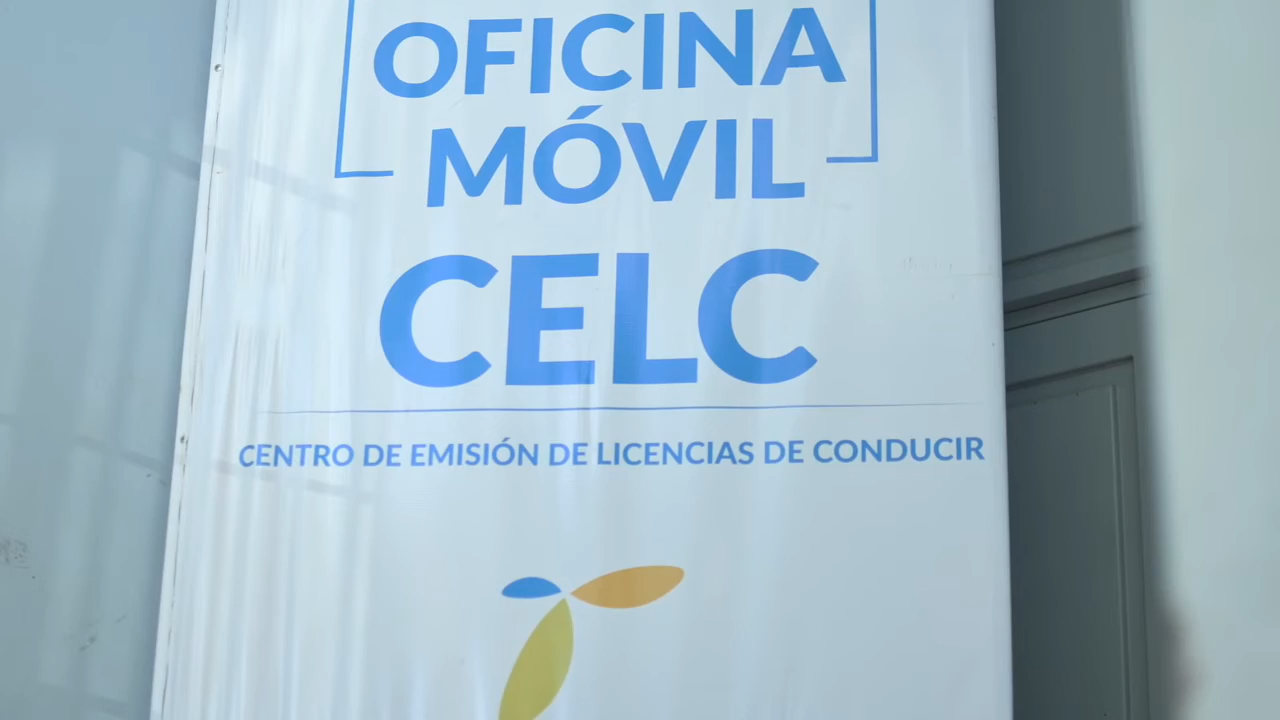 OFICINA
MÓVIL
CELC
CENTRO DE EMISIÓN DE LICENCIAS DE CONDUCIR